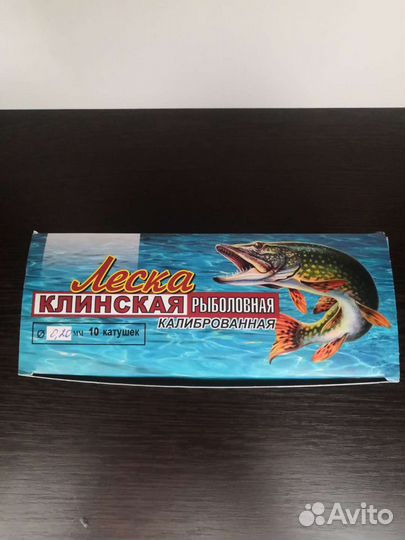 Леска
КЛИНСКАЯ РЫБОЛОВНАЯ
КАЛИБРОВАННАЯ
Ø 0,20 мм 10 катушек
Avito